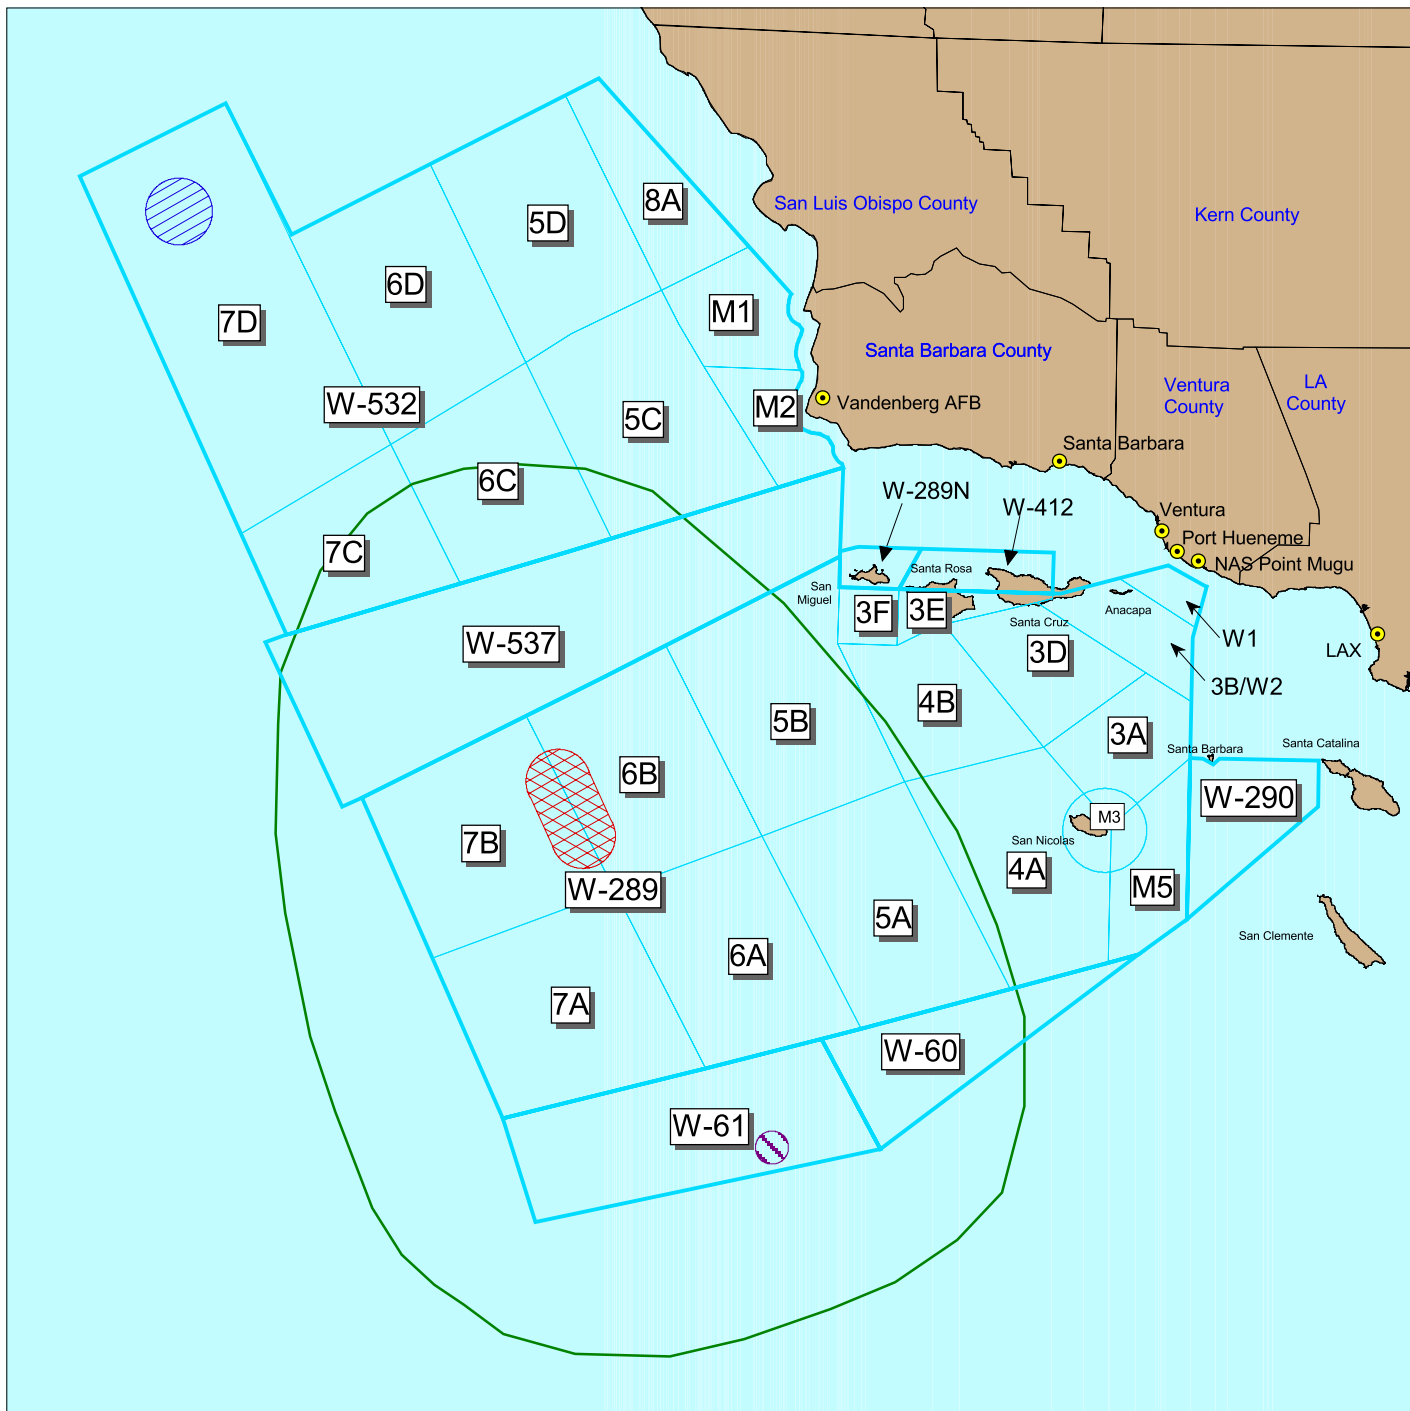 8A
San Luis Obispo County
Kern County
5D
6D
7D
M1
Santa Barbara County
Ventura
County
LA
County
W-532
5C
M2
Vandenberg AFB
Santa Barbara
6C
W-289N
W-412
Ventura
Port Hueneme
NAS Point Mugu
7C
Santa Rosa
San
Miguel
3F
3E
Anacapa
Santa Cruz
W1
LAX
W-537
3D
3B/W2
4B
5B
3A
Santa Barbara
Santa Catalina
6B
W-290
M3
San Nicolas
7B
4A
W-289
M5
5A
San Clemente
6A
7A
W-60
W-61